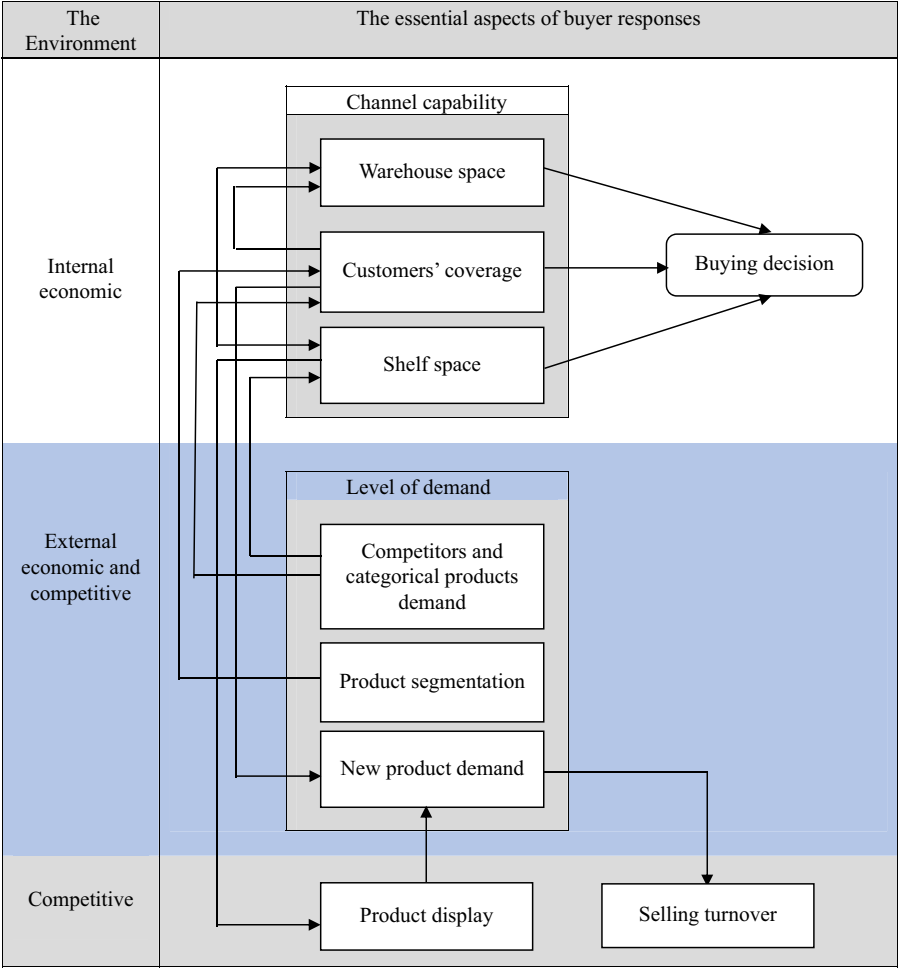 The
Environment
The essential aspects of buyer responses
Internal
economic
Channel capability
Warehouse space
Customers’ coverage
Shelf space
Buying decision
External
economic and
competitive
Level of demand
Competitors and
categorical products
demand
Product segmentation
New product demand
Competitive
Product display
Selling turnover